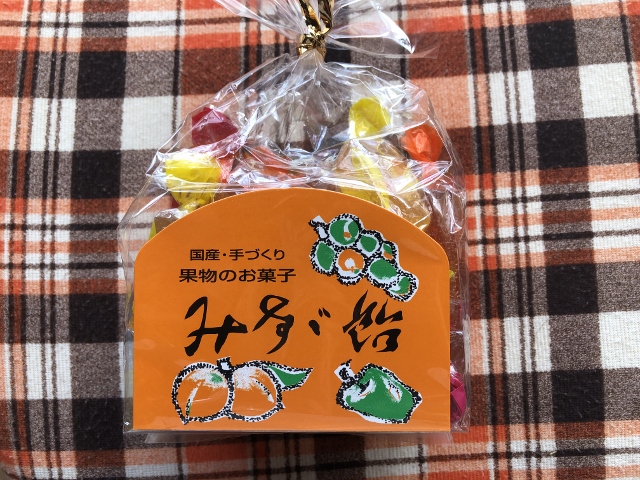 国産・手づくり
果物のお菓子
みすゞ飴